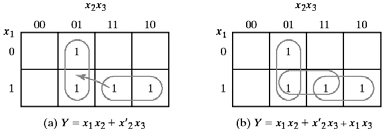 x₂x₃ x₂x₃
x₁ 00 01 11 10 x₁ 00 01 11 10
0 1 0 1
1 1 1 1 1 1 1 1
(a) Y = x₁x₂ + x'₂x₃ (b) Y = x₁x₂ + x'₂x₃ + x₁x₃